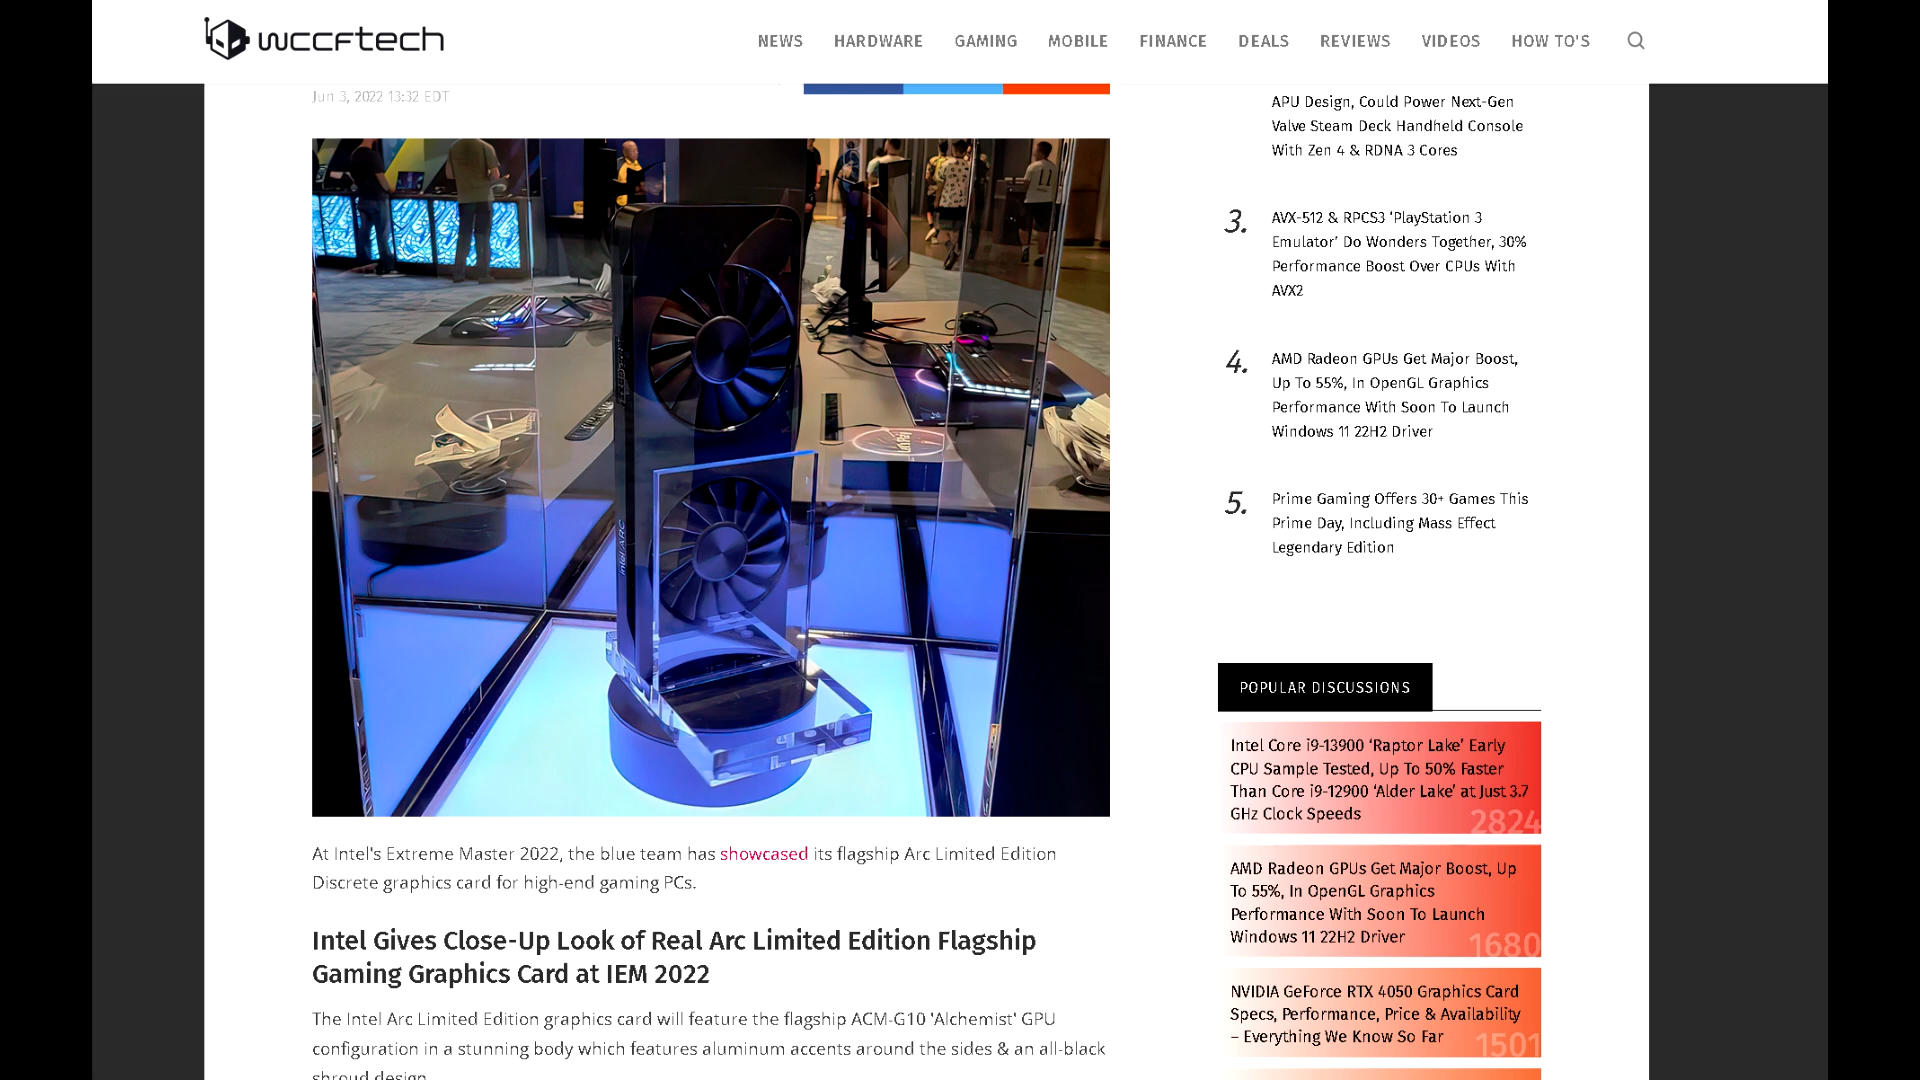 wccftech
NEWS HARDWARE GAMING MOBILE FINANCE DEALS REVIEWS VIDEOS HOW TO'S
Jun 3, 2022 13:32 EDT
intel ARC
At Intel's Extreme Master 2022, the blue team has showcased its flagship Arc Limited Edition
Discrete graphics card for high-end gaming PCs.
Intel Gives Close-Up Look of Real Arc Limited Edition Flagship
Gaming Graphics Card at IEM 2022
The Intel Arc Limited Edition graphics card will feature the flagship ACM-G10 'Alchemist' GPU
configuration in a stunning body which features aluminum accents around the sides & an all-black
shroud design.
APU Design, Could Power Next-Gen
Valve Steam Deck Handheld Console
With Zen 4 & RDNA 3 Cores
3. AVX-512 & RPCS3 ‘PlayStation 3
Emulator’ Do Wonders Together, 30%
Performance Boost Over CPUs With
AVX2
4. AMD Radeon GPUs Get Major Boost,
Up To 55%, In OpenGL Graphics
Performance With Soon To Launch
Windows 11 22H2 Driver
5. Prime Gaming Offers 30+ Games This
Prime Day, Including Mass Effect
Legendary Edition
POPULAR DISCUSSIONS
Intel Core i9-13900 ‘Raptor Lake’ Early
CPU Sample Tested, Up To 50% Faster
Than Core i9-12900 ‘Alder Lake’ at Just 3.7
GHz Clock Speeds
2824
AMD Radeon GPUs Get Major Boost, Up
To 55%, In OpenGL Graphics
Performance With Soon To Launch
Windows 11 22H2 Driver
1680
NVIDIA GeForce RTX 4050 Graphics Card
Specs, Performance, Price & Availability
– Everything We Know So Far
1501